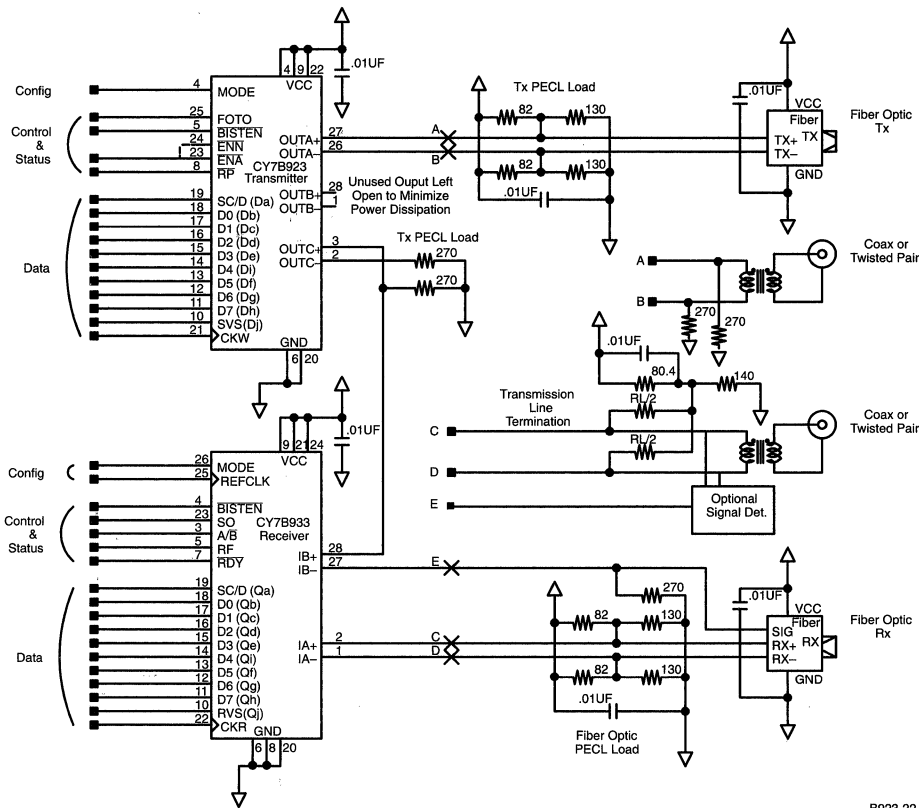 Config
4
MODE
Control
&
Status
25
FOTO
5
BISTEN
24
ENN
23
ENA
8
RP
CY7B923
Transmitter
4 9 22
VCC
.01UF
OUTA+ 27
OUTA– 26
OUTB+ 28
OUTB– 1
OUTC+ 3
OUTC– 2
Data
19
SC/D (Da)
18
D0 (Db)
17
D1 (Dc)
16
D2 (Dd)
15
D3 (De)
14
D4 (Di)
13
D5 (Df)
12
D6 (Dg)
11
D7 (Dh)
10
SVS(Dj)
21
CKW
GND
6 20
A
B
Unused Ouput Left
Open to Minimize
Power Dissipation
Tx PECL Load
270
270
Tx PECL Load
82
130
82
130
.01UF
.01UF
VCC
Fiber
TX
TX+
TX–
GND
Fiber Optic
Tx
A
B
270
270
Coax or
Twisted Pair
.01UF
80.4
140
RL/2
RL/2
Transmission
Line
Termination
C
D
E
Optional
Signal Det.
Coax or
Twisted Pair
9 21 24
VCC
.01UF
Config
26
MODE
25
REFCLK
Control
&
Status
4
BISTEN
23
SO
3
A/B
5
RF
7
RDY
CY7B933
Receiver
IB+ 28
IB– 27
IA+ 2
IA– 1
Data
19
SC/D (Qa)
18
D0 (Qb)
17
D1 (Qc)
16
D2 (Qd)
15
D3 (Qe)
14
D4 (Qi)
13
D5 (Qf)
12
D6 (Qg)
11
D7 (Qh)
10
RVS(Qj)
22
CKR
GND
6 8 20
E
C
D
270
82
130
82
130
.01UF
Fiber Optic
PECL Load
.01UF
VCC
Fiber
SIG
RX
RX+
RX–
GND
Fiber Optic
Rx
B923-22